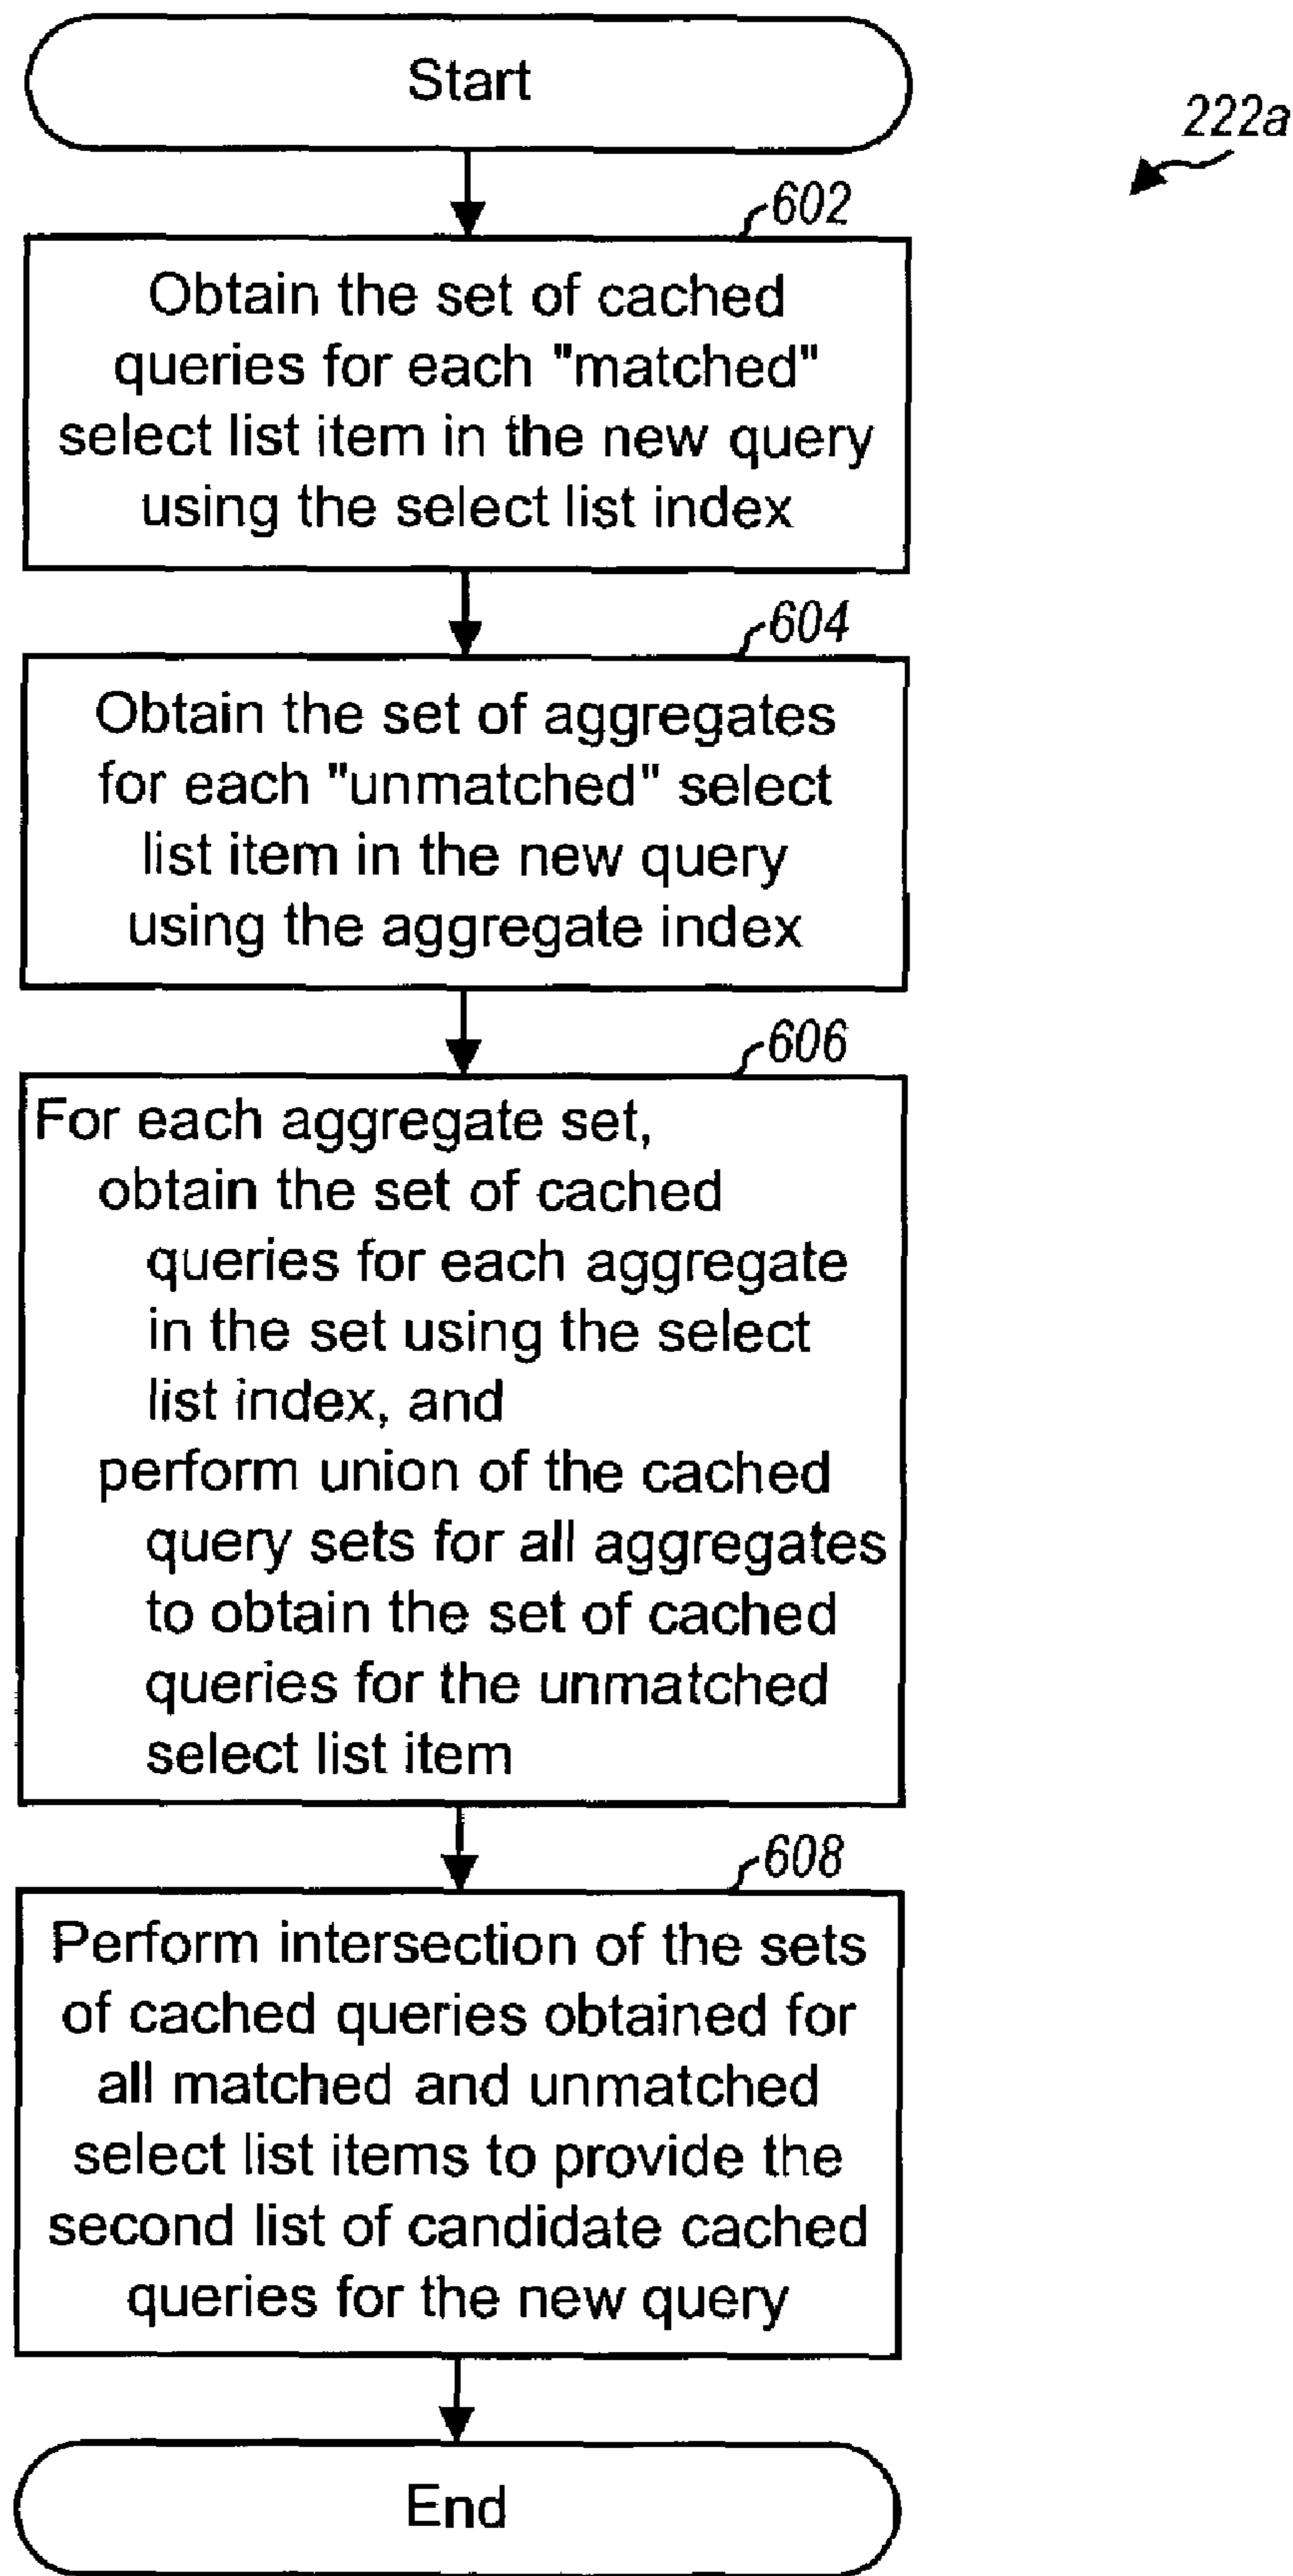 Start
222a
602
Obtain the set of cached
queries for each "matched"
select list item in the new query
using the select list index
604
Obtain the set of aggregates
for each "unmatched" select
list item in the new query
using the aggregate index
606
For each aggregate set,
obtain the set of cached
queries for each aggregate
in the set using the select
list index, and
perform union of the cached
query sets for all aggregates
to obtain the set of cached
queries for the unmatched
select list item
608
Perform intersection of the sets
of cached queries obtained for
all matched and unmatched
select list items to provide the
second list of candidate cached
queries for the new query
End